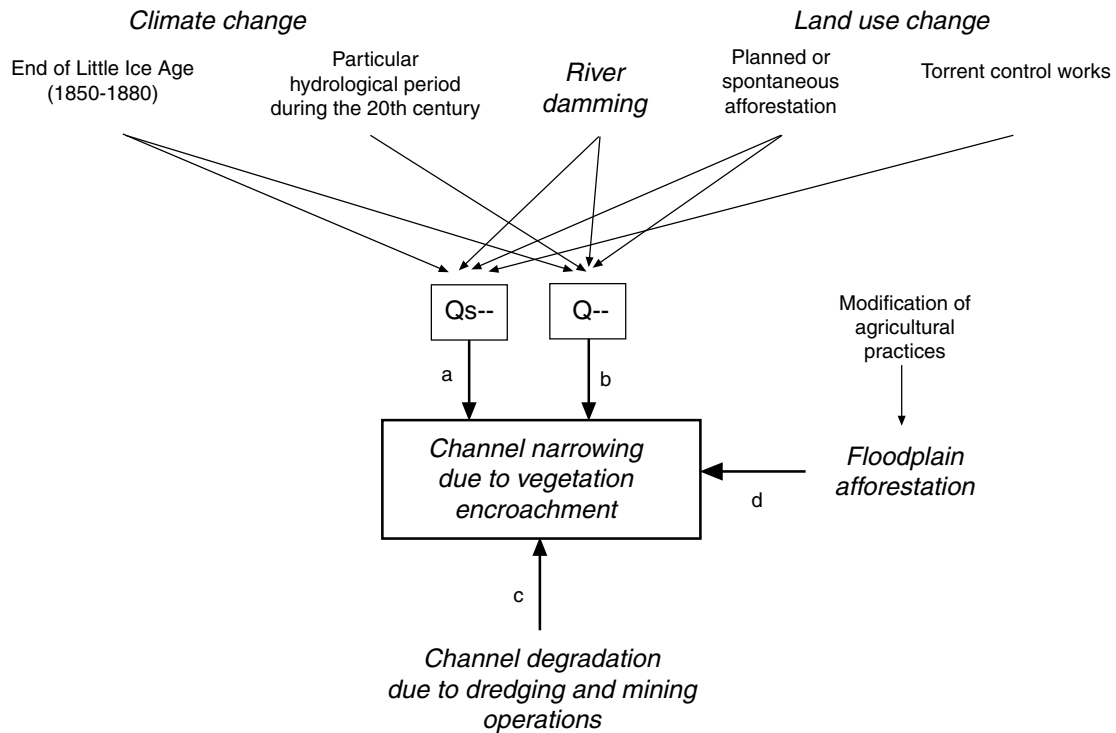 Climate change
Land use change
End of Little Ice Age
(1850-1880)
Particular
hydrological period
during the 20th century
River
damming
Planned or
spontaneous
afforestation
Torrent control works
Qs--
Q--
Modification of
agricultural
practices
a
b
Channel narrowing
due to vegetation
encroachment
Floodplain
afforestation
d
c
Channel degradation
due to dredging and mining
operations